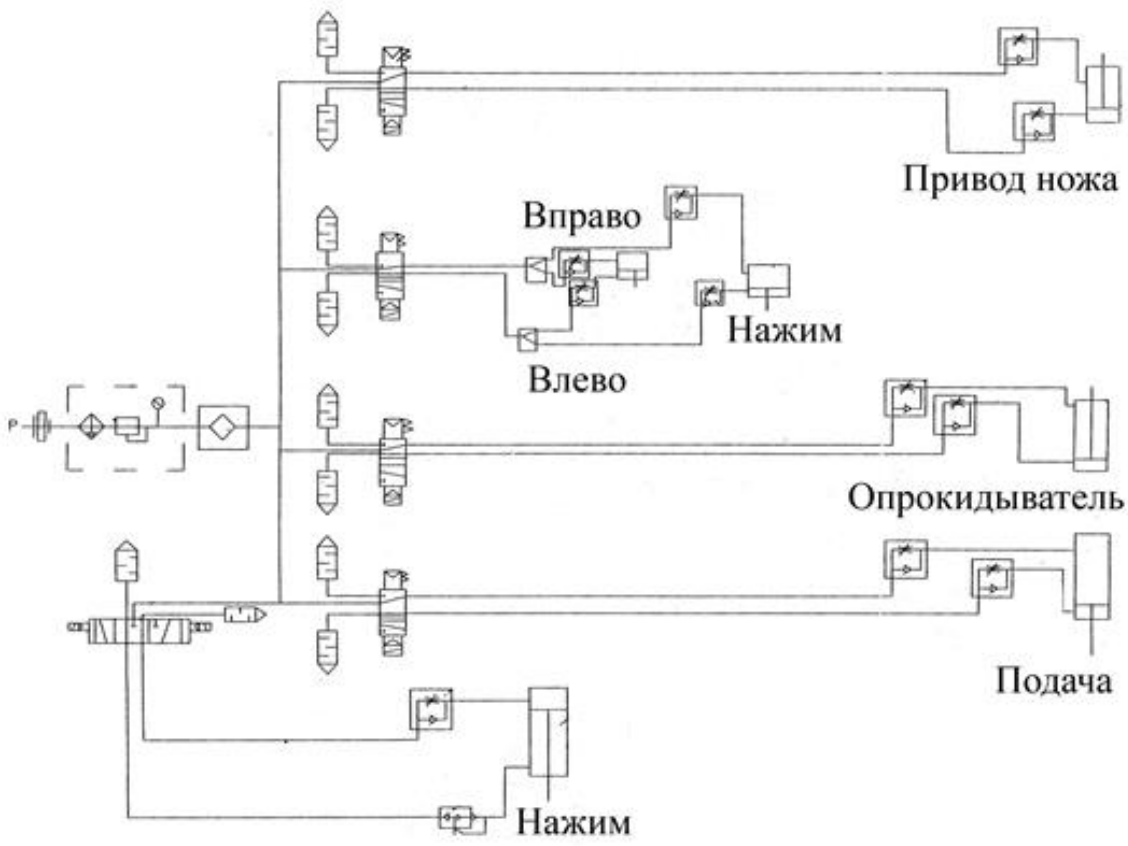 Привод ножа
Вправо
Нажим
Влево
P
Опрокидыватель
Подача
Нажим